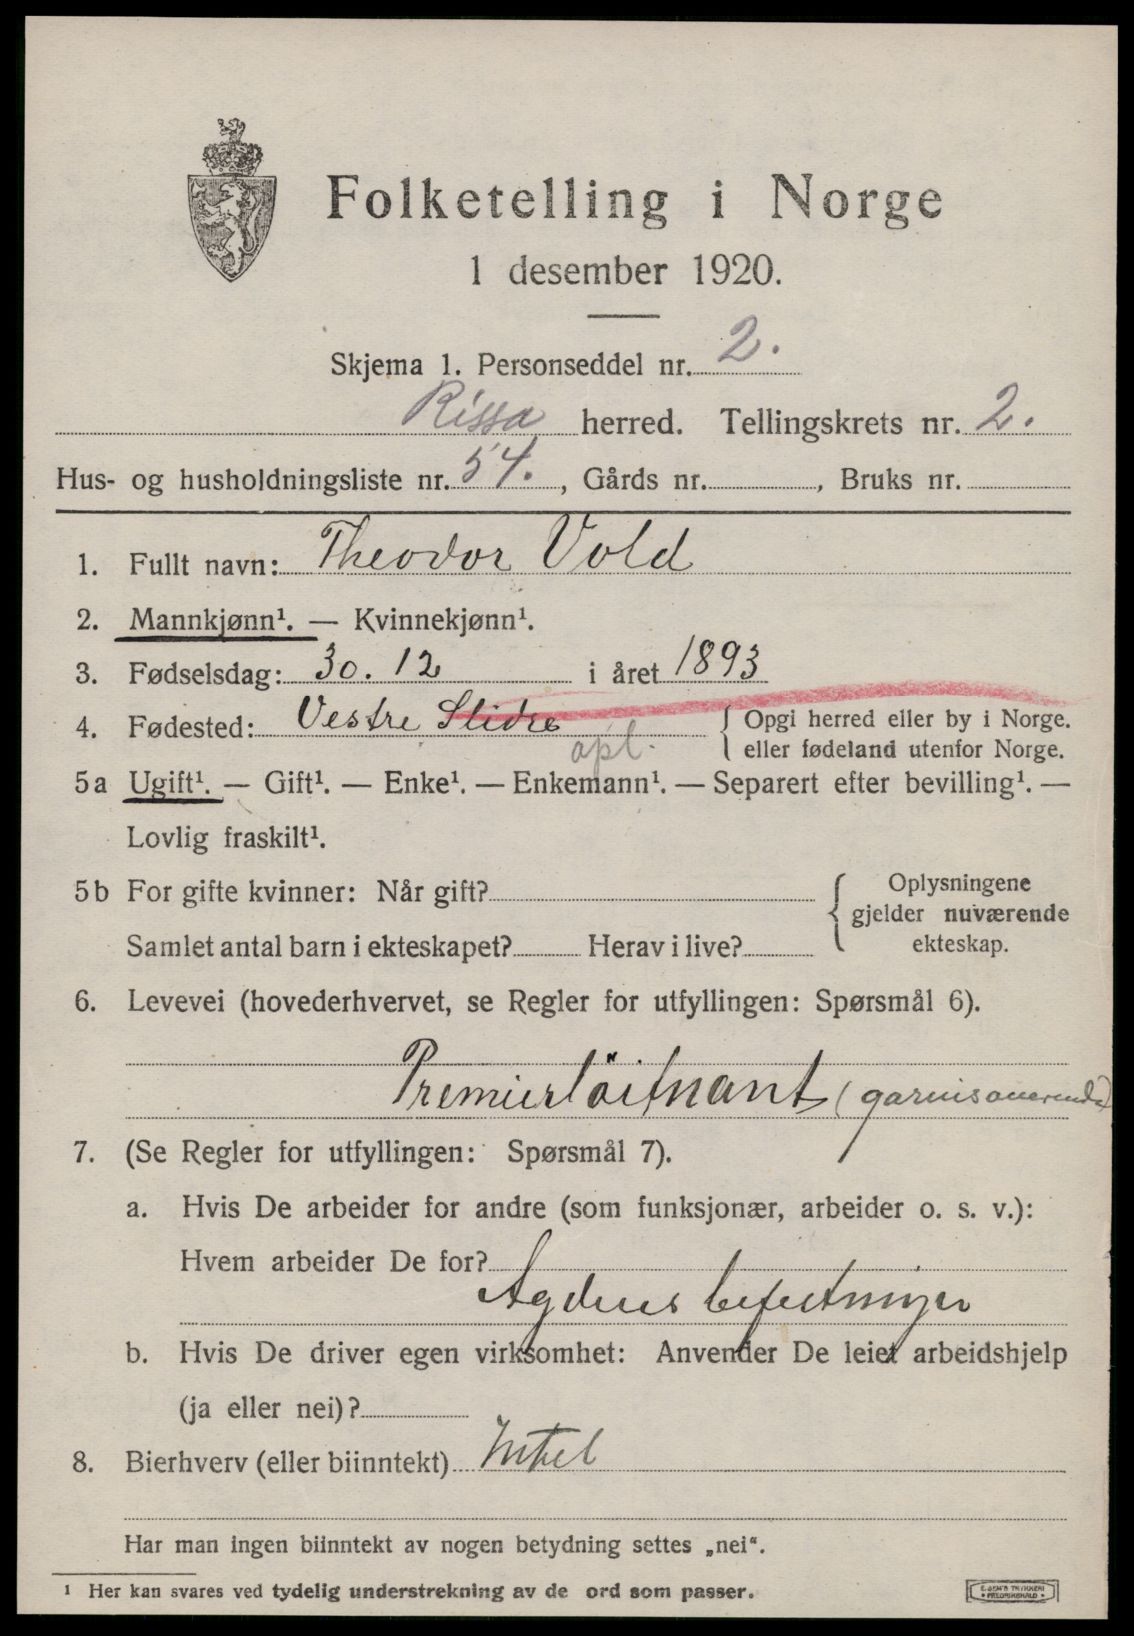 Folketelling i Norge
1 desember 1920.
Skjema 1. Personseddel nr. 2.
Rissa herred. Tellingskrets nr. 2.
Hus- og husholdningsliste nr. 54. , Gårds nr. , Bruks nr.
1. Fullt navn: Theodor Vold
2. Mannkjønn¹. — Kvinnekjønn¹.
3. Fødselsdag: 30. 12 i året 1893
4. Fødested: Vestre Slidre { Opgi herred eller by i Norge.
opl. eller fødeland utenfor Norge.
5a Ugift¹. — Gift¹. — Enke¹. — Enkemann¹. — Separert efter bevilling¹. —
Lovlig fraskilt¹.
5b For gifte kvinner: Når gift? { Oplysningene
gjelder nuværende
Samlet antal barn i ekteskapet? Herav i live? ekteskap.
6. Levevei (hovederhvervet, se Regler for utfyllingen: Spørsmål 6).
Premierløitnant (garnisonerende)
7. (Se Regler for utfyllingen: Spørsmål 7).
a. Hvis De arbeider for andre (som funksjonær, arbeider o. s. v.):
Hvem arbeider De for?
Agdenes befestninger
b. Hvis De driver egen virksomhet: Anvender De leiet arbeidshjelp
(ja eller nei)?
8. Bierhverv (eller biinntekt)
Har man ingen biinntekt av nogen betydning settes „nei“.
¹ Her kan svares ved tydelig understrekning av de ord som passer.